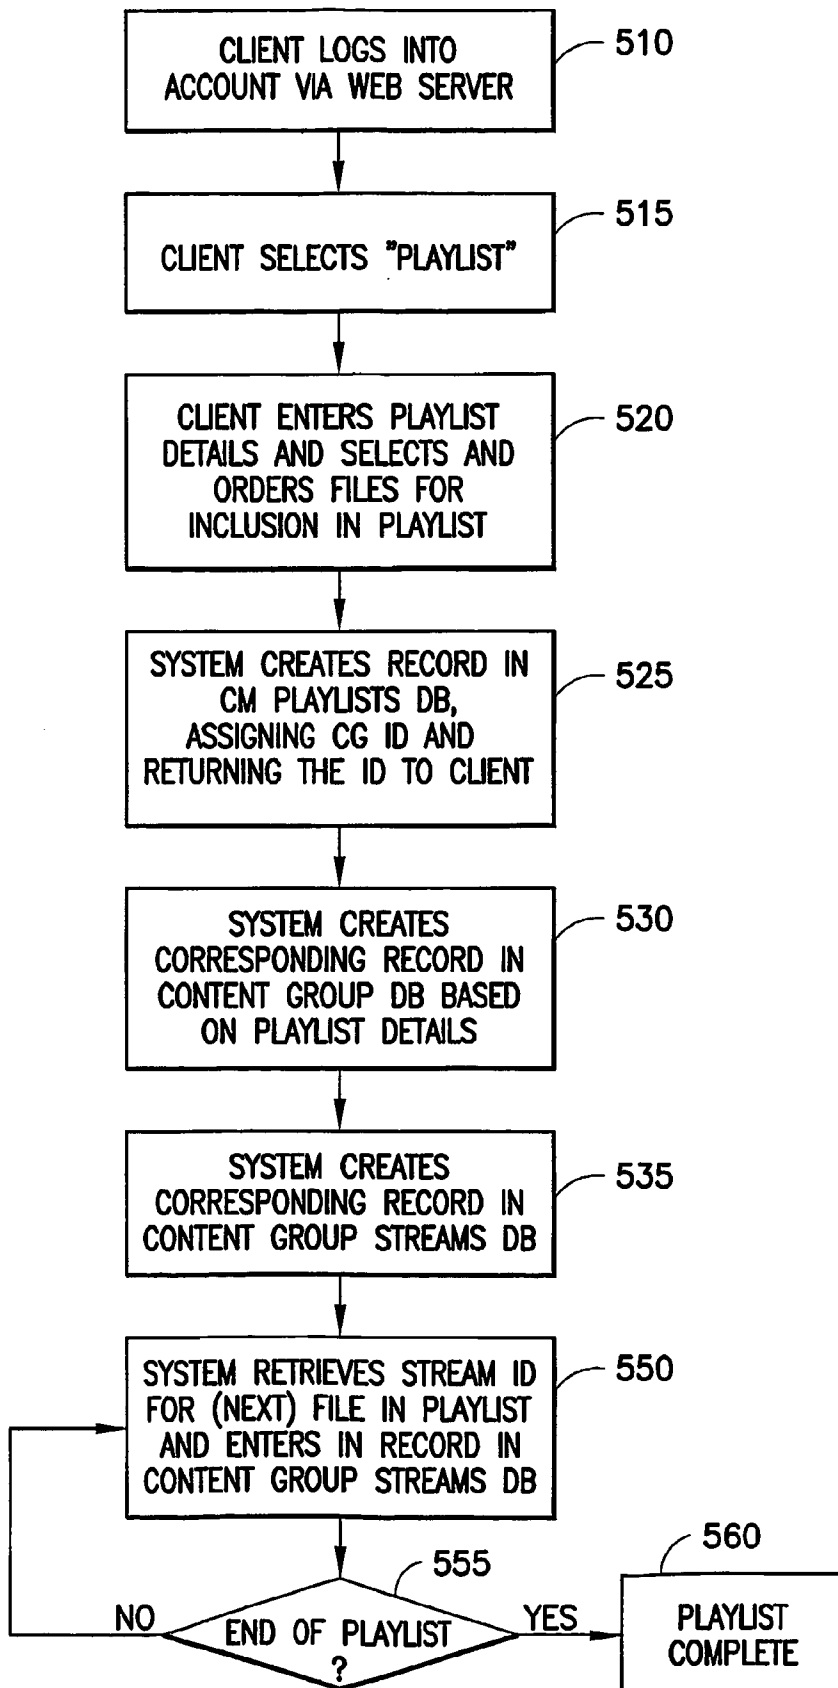 CLIENT LOGS INTO
ACCOUNT VIA WEB SERVER
510
CLIENT SELECTS "PLAYLIST"
515
CLIENT ENTERS PLAYLIST
DETAILS AND SELECTS AND
ORDERS FILES FOR
INCLUSION IN PLAYLIST
520
SYSTEM CREATES RECORD IN
CM PLAYLISTS DB,
ASSIGNING CG ID AND
RETURNING THE ID TO CLIENT
525
SYSTEM CREATES
CORRESPONDING RECORD IN
CONTENT GROUP DB BASED
ON PLAYLIST DETAILS
530
SYSTEM CREATES
CORRESPONDING RECORD IN
CONTENT GROUP STREAMS DB
535
SYSTEM RETRIEVES STREAM ID
FOR (NEXT) FILE IN PLAYLIST
AND ENTERS IN RECORD IN
CONTENT GROUP STREAMS DB
550
555
END OF PLAYLIST
?
NO
YES
560
PLAYLIST
COMPLETE